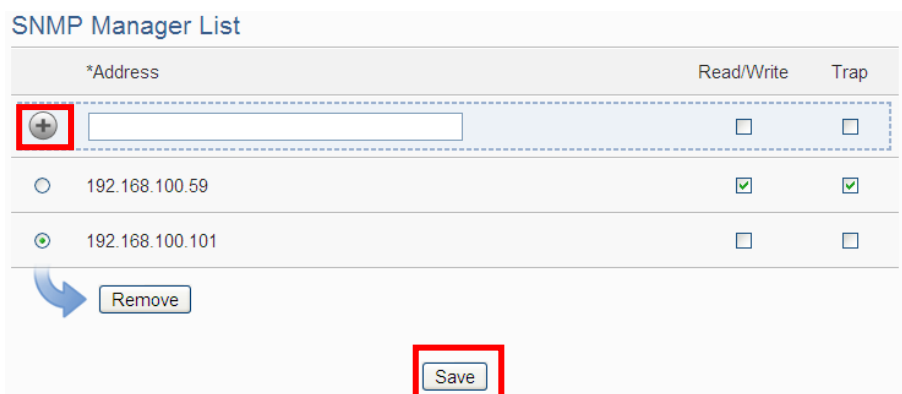 SNMP Manager List
*Address Read/Write Trap
192.168.100.59
192.168.100.101
Remove
Save